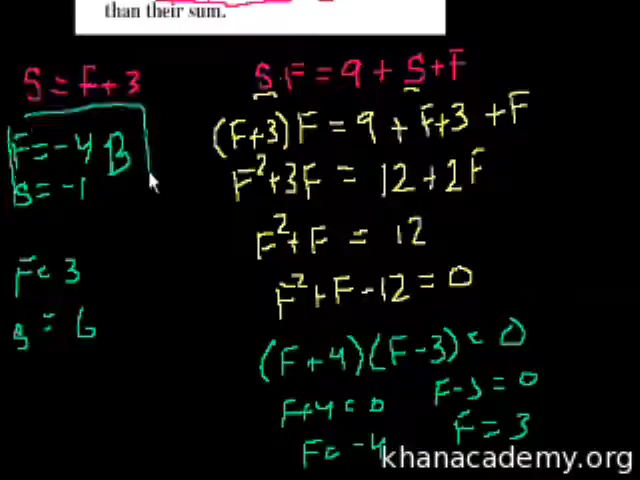 than their sum.
S = F + 3
F = -4 B
S = -1
F = 3
S = 6
S·F = 9 + S + F
(F+3) F = 9 + F+3 + F
F²+3F = 12 + 2F
F² + F = 12
F² + F - 12 = 0
(F+4)(F-3) = 0
F+4 = 0
F = -4
F-3 = 0
F = 3
khanacademy.org